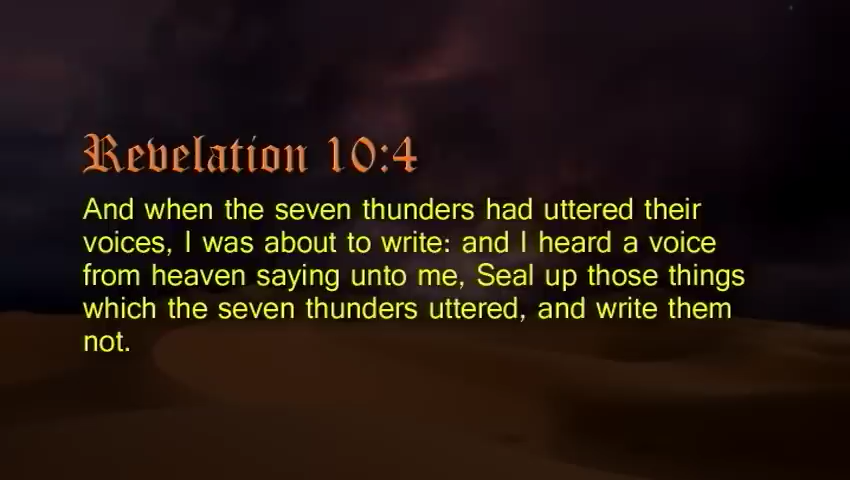 Revelation 10:4
And when the seven thunders had uttered their
voices, I was about to write: and I heard a voice
from heaven saying unto me, Seal up those things
which the seven thunders uttered, and write them
not.